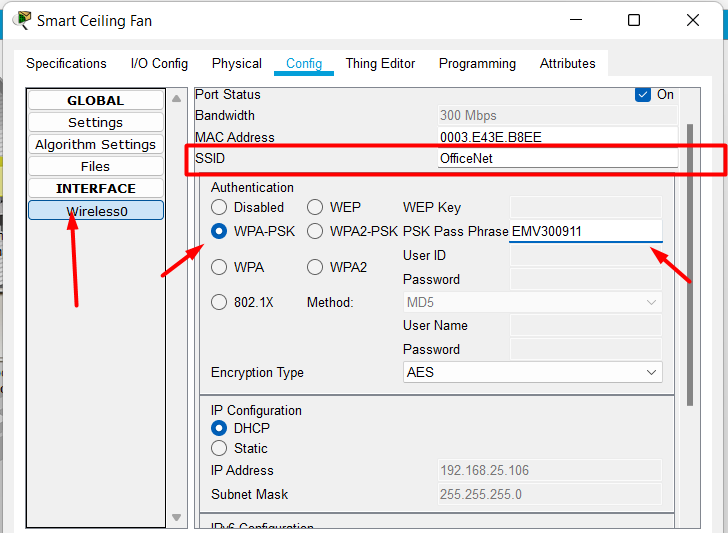 Smart Ceiling Fan
Specifications I/O Config Physical Config Thing Editor Programming Attributes
GLOBAL
Settings
Algorithm Settings
Files
INTERFACE
Wireless0
Port Status On
Bandwidth 300 Mbps
MAC Address 0003.E43E.B8EE
SSID OfficeNet
Authentication
Disabled WEP WEP Key
WPA-PSK WPA2-PSK PSK Pass Phrase EMV300911
User ID
WPA WPA2
Password
802.1X Method: MD5
User Name
Password
Encryption Type AES
IP Configuration
DHCP
Static
IP Address 192.168.25.106
Subnet Mask 255.255.255.0
IPv6 Configuration